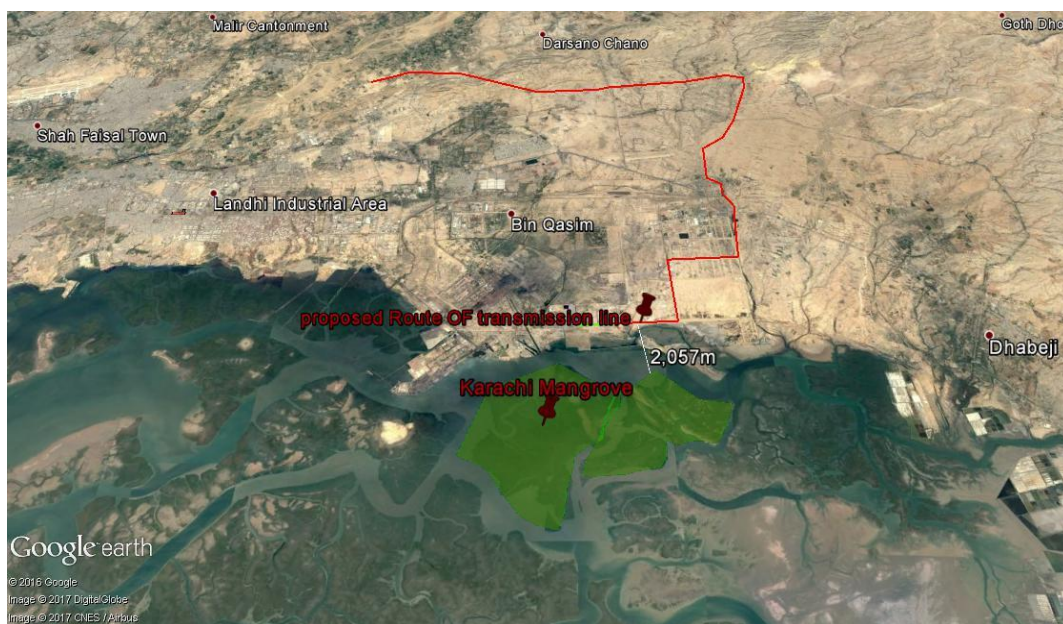 Malir Cantonment
Goth Dho
Darsano Chano
Shah Faisal Town
Landhi Industrial Area
Bin Qasim
proposed Route OF transmission line
2,057m
Dhabeji
Karachi Mangrove
Google earth
© 2016 Google
Image © 2017 DigitalGlobe
Image © 2017 CNES / Airbus